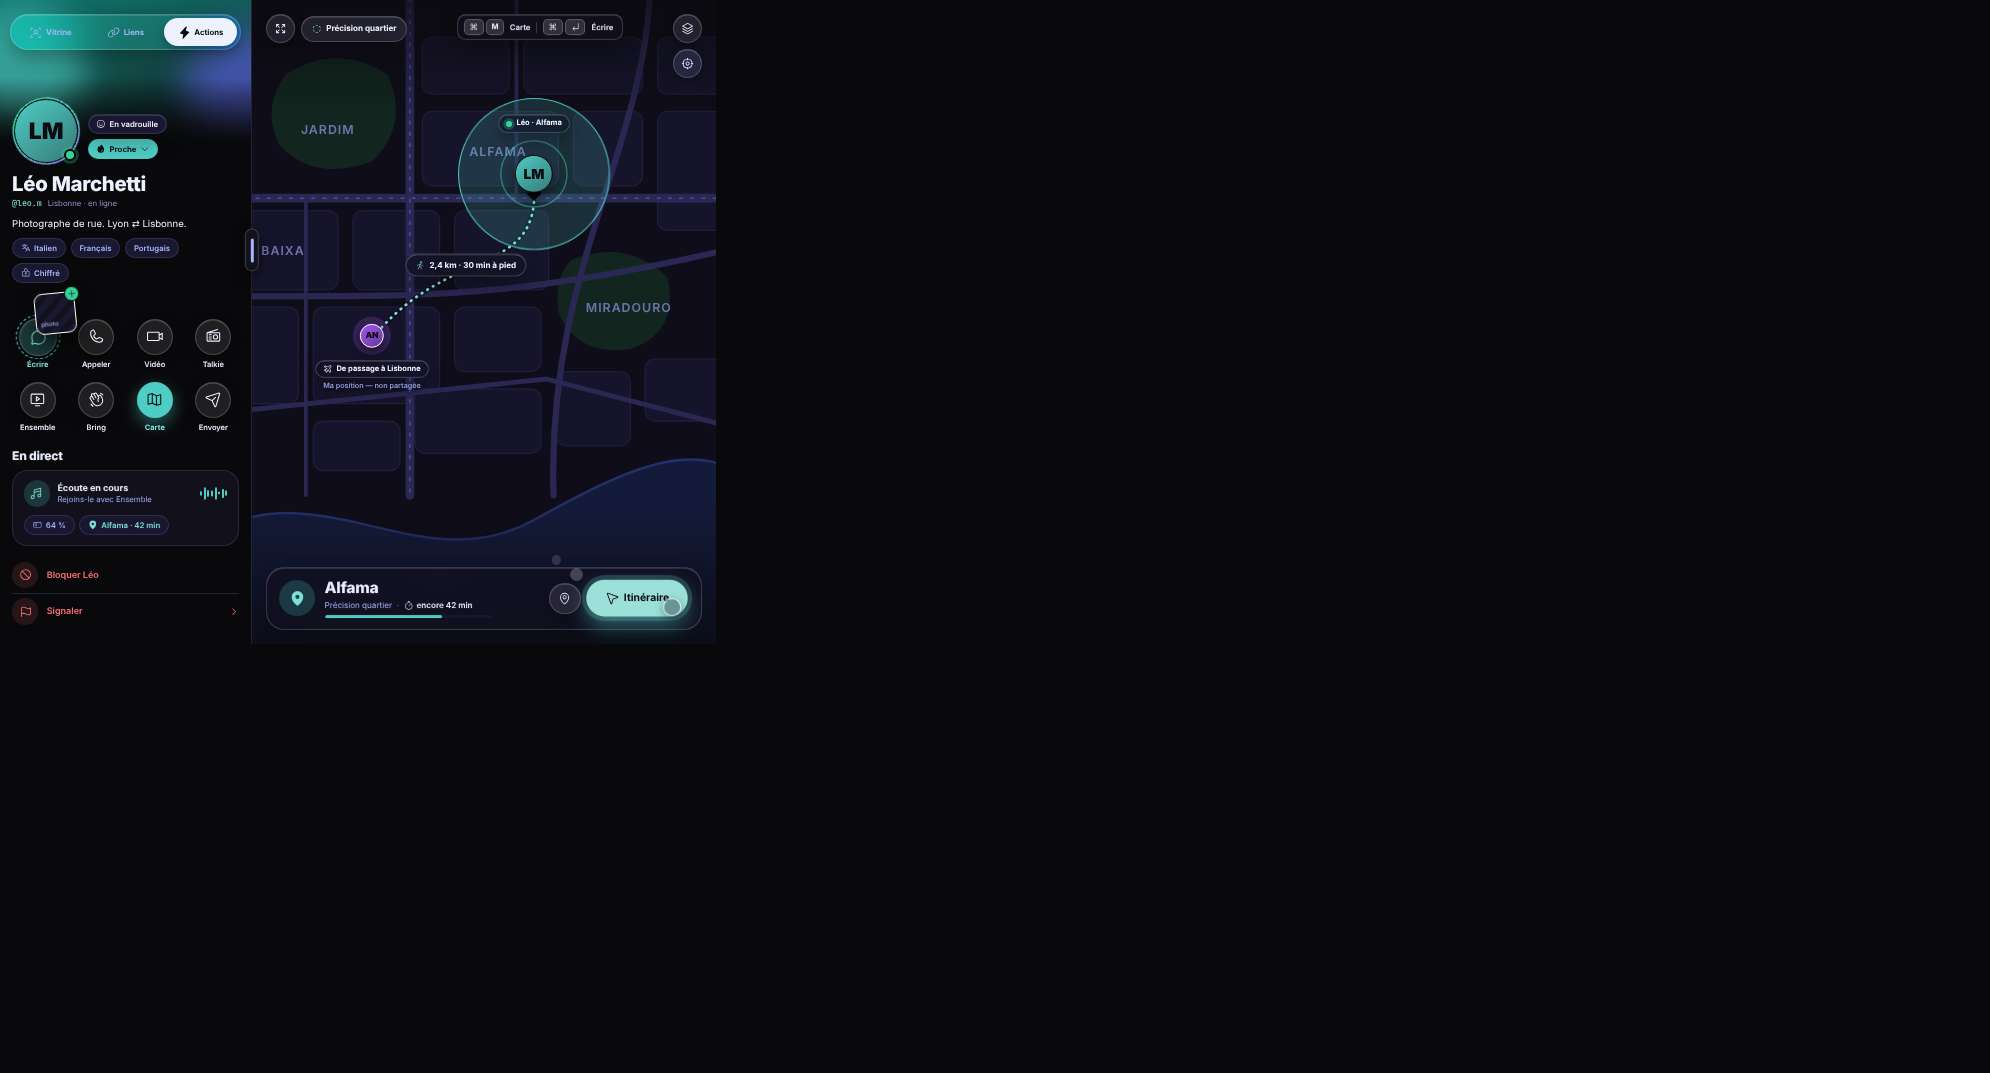 Vitrine
Liens
Actions
LM
En vadrouille
Proche
Léo Marchetti
@leo.m Lisbonne · en ligne
Photographe de rue. Lyon ⇄ Lisbonne.
Italien
Français
Portugais
Chiffré
photo
Écrire
Appeler
Vidéo
Talkie
Ensemble
Bring
Carte
Envoyer
En direct
Écoute en cours
Rejoins-le avec Ensemble
64 %
Alfama · 42 min
Bloquer Léo
Signaler
Précision quartier
⌘ M Carte
⌘ ↵ Écrire
JARDIM
Léo · Alfama
ALFAMA
LM
BAIXA
2,4 km · 30 min à pied
MIRADOURO
AN
De passage à Lisbonne
Ma position — non partagée
Alfama
Précision quartier · encore 42 min
Itinéraire